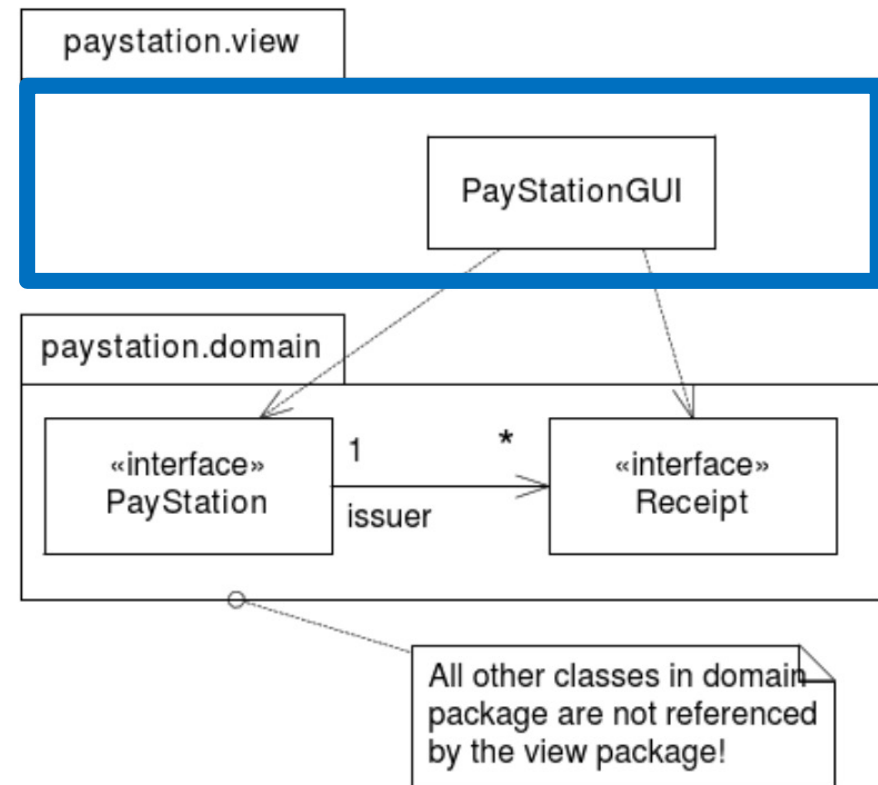 paystation.view
PayStationGUI
paystation.domain
«interface»
PayStation
1
*
issuer
«interface»
Receipt
All other classes in domain
package are not referenced
by the view package!